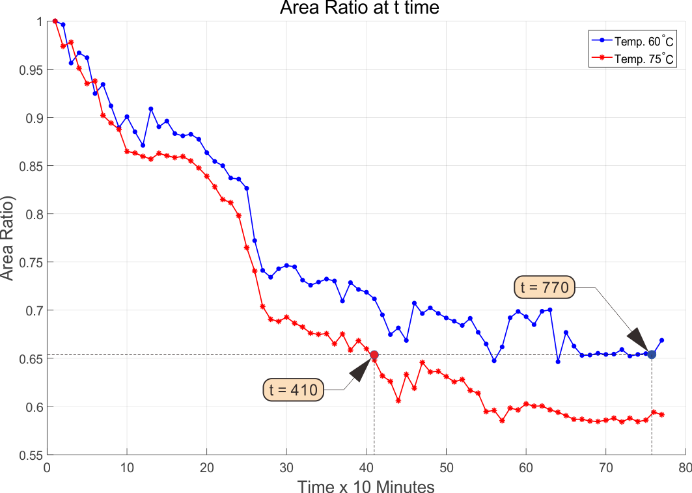 Area Ratio at t time
Temp. 60°C
Temp. 75°C
1
0.95
0.9
0.85
0.8
0.75
0.7
0.65
0.6
0.55
Area Ratio)
t = 770
t = 410
0 10 20 30 40 50 60 70 80
Time x 10 Minutes